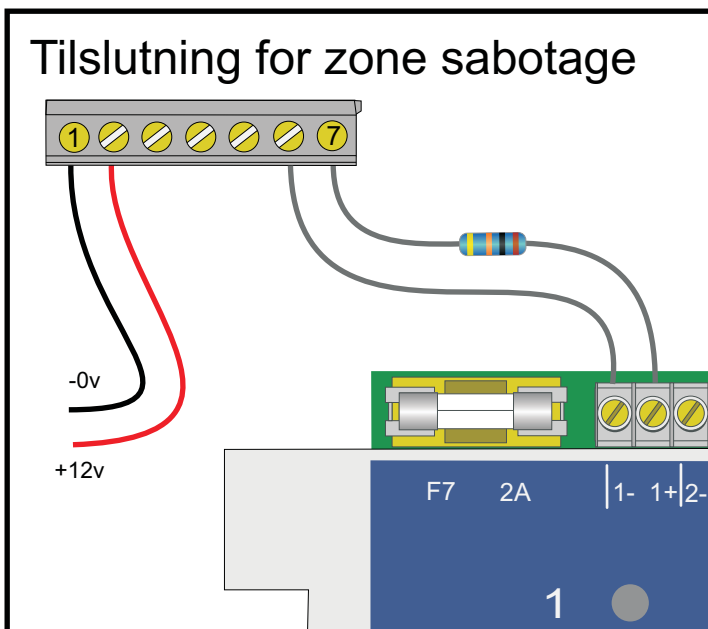 Tilslutning for zone sabotage
1 7
-0v
+12v
F7 2A 1- 1+ 2-
1